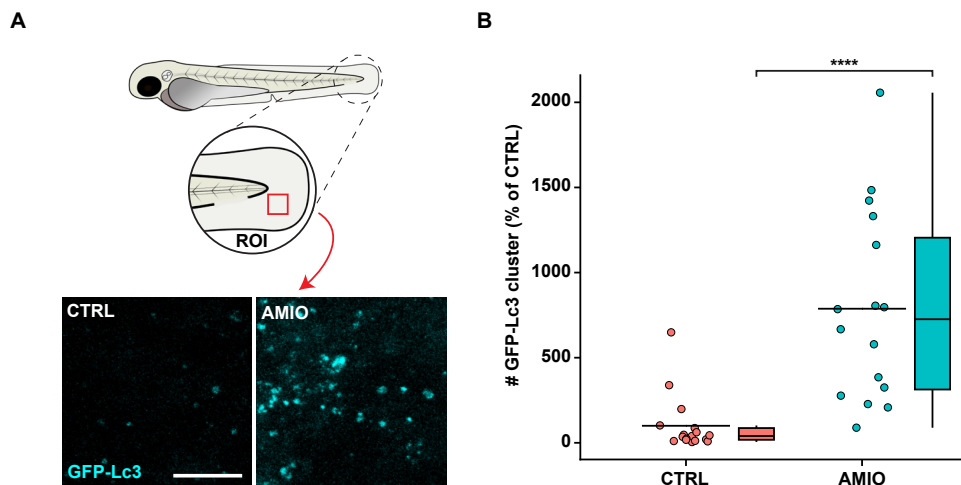 A
ROI
CTRL
AMIO
GFP-Lc3
B
****
# GFP-Lc3 cluster (% of CTRL)
2000
1500
1000
500
0
CTRL
AMIO